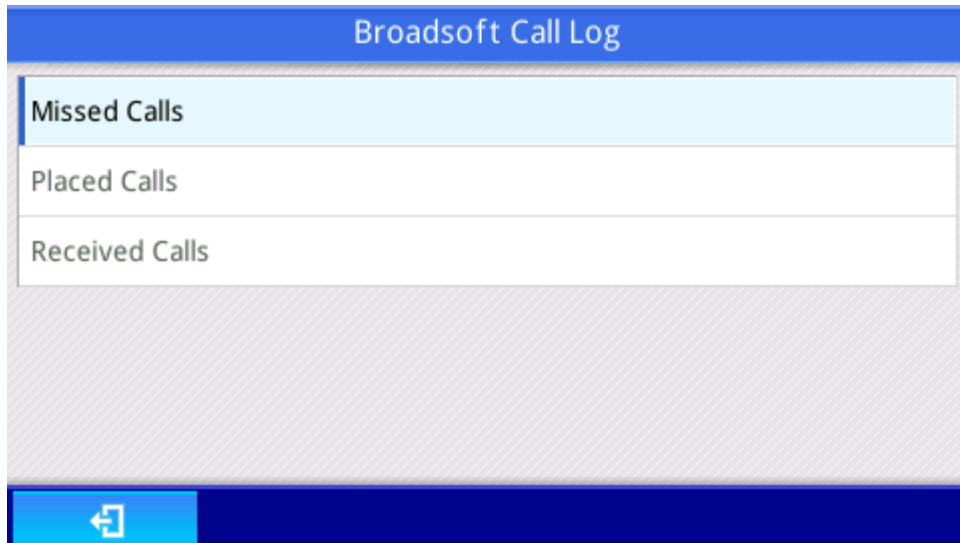 Broadsoft Call Log
Missed Calls
Placed Calls
Received Calls